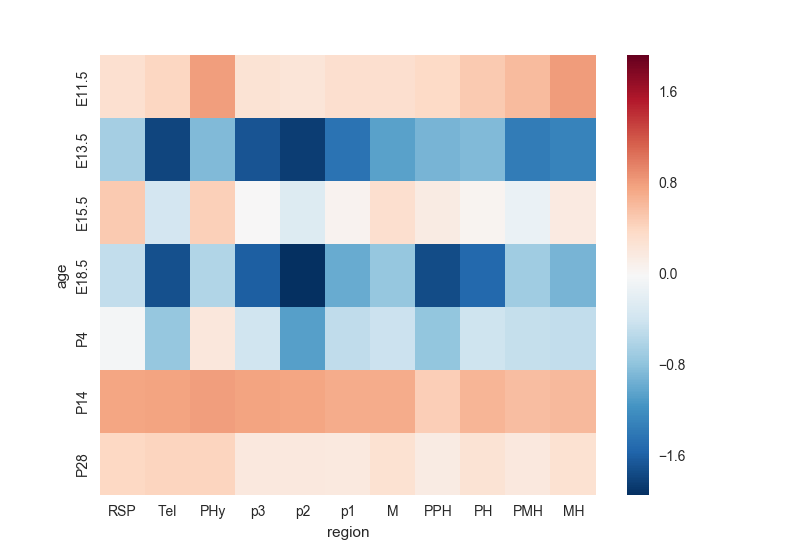 E11.5
E13.5
E15.5
E18.5
P4
P14
P28
age
RSP Tel PHy p3 p2 p1 M PPH PH PMH MH
region
1.6
0.8
0.0
−0.8
−1.6